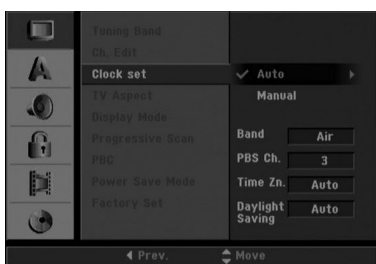 Tuning Band
Ch. Edit
Clock set
TV Aspect
Display Mode
Progressive Scan
PBC
Power Save Mode
Factory Set
✓ Auto
Manual
Band Air
PBS Ch. 3
Time Zn. Auto
Daylight
Saving Auto
Prev. Move